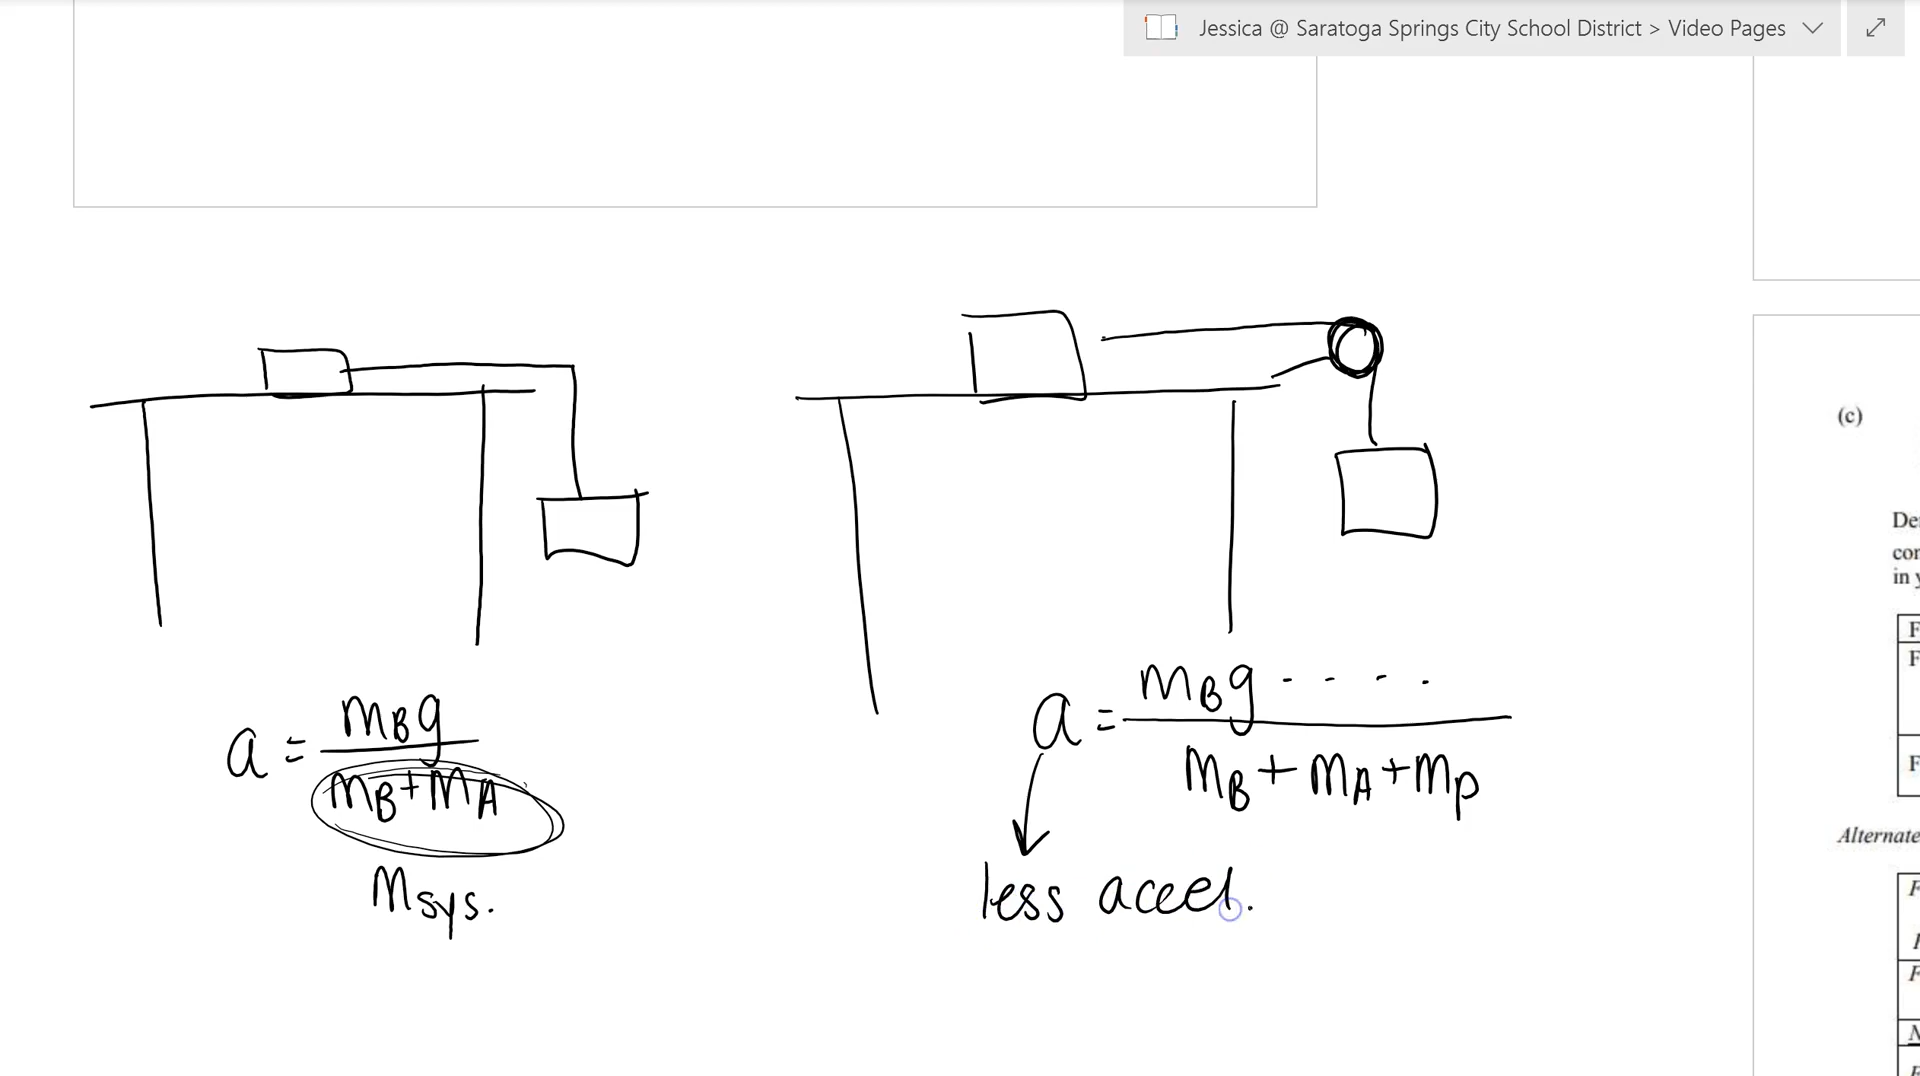 Jessica @ Saratoga Springs City School District > Video Pages
(c)
a = mBg / mB + mA
Msys.
a = mBg - - - - / mB + mA + mp
less accel.
Alternate